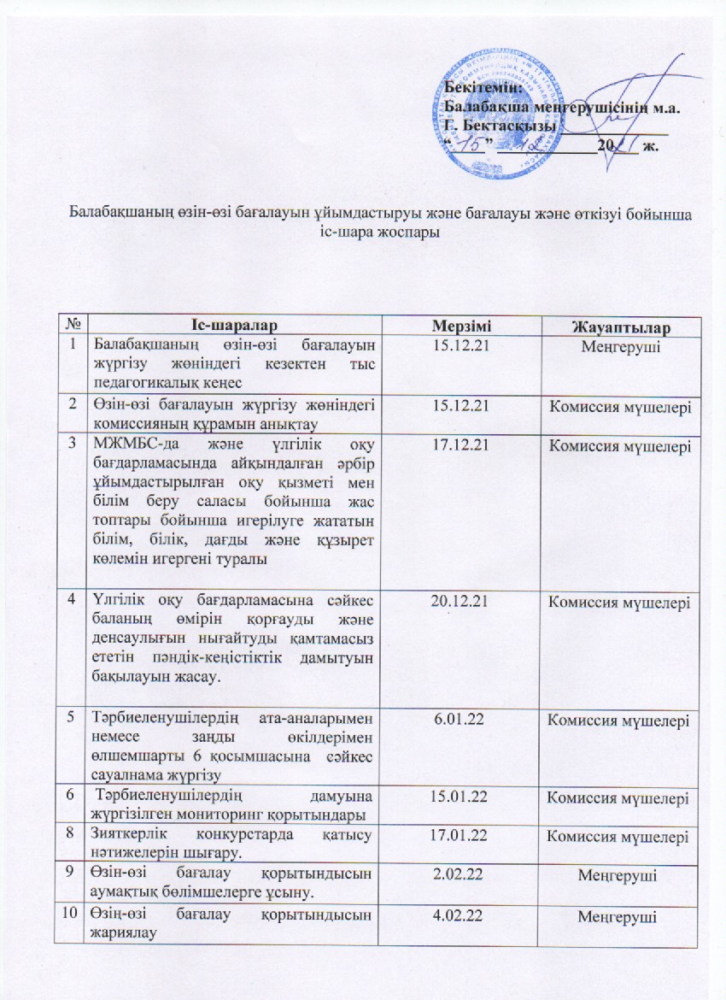 Бекітемін:
Балабақша меңгерушісінің м.а.
Г. Бектасқызы ______________
“ 15 ” ______________20 21 ж.
Балабақшаның өзін-өзі бағалауын ұйымдастыруы және бағалауы және өткізуі бойынша
іс-шара жоспары
№ Іс-шаралар Мерзімі Жауаптылар
1 Балабақшаның өзін-өзі бағалауын 15.12.21 Меңгеруші
жүргізу жөніндегі кезектен тыс
педагогикалық кеңес
2 Өзін-өзі бағалауын жүргізу жөніндегі 15.12.21 Комиссия мүшелері
комиссияның құрамын анықтау
3 МЖМБС-да және үлгілік оқу 17.12.21 Комиссия мүшелері
бағдарламасында айқындалған әрбір
ұйымдастырылған оқу қызметі мен
білім беру саласы бойынша жас
топтары бойынша игерілуге жататын
білім, білік, дағды және құзырет
көлемін игергені туралы
4 Үлгілік оқу бағдарламасына сәйкес 20.12.21 Комиссия мүшелері
баланың өмірін қорғауды және
денсаулығын нығайтуды қамтамасыз
ететін пәндік-кеңістіктік дамытуын
бақылауын жасау.
5 Тәрбиеленушілердің ата-аналарымен 6.01.22 Комиссия мүшелері
немесе заңды өкілдерімен
өлшемшарты 6 қосымшасына сәйкес
сауалнама жүргізу
6 Тәрбиеленушілердің дамуына 15.01.22 Комиссия мүшелері
жүргізілген мониторинг қорытындары
8 Зияткерлік конкурстарда қатысу 17.01.22 Комиссия мүшелері
нәтижелерін шығару.
9 Өзін-өзі бағалау қорытындысын 2.02.22 Меңгеруші
аумақтық бөлімшелерге ұсыну.
10 Өзің-өзі бағалау қорытындысын 4.02.22 Меңгеруші
жариялау